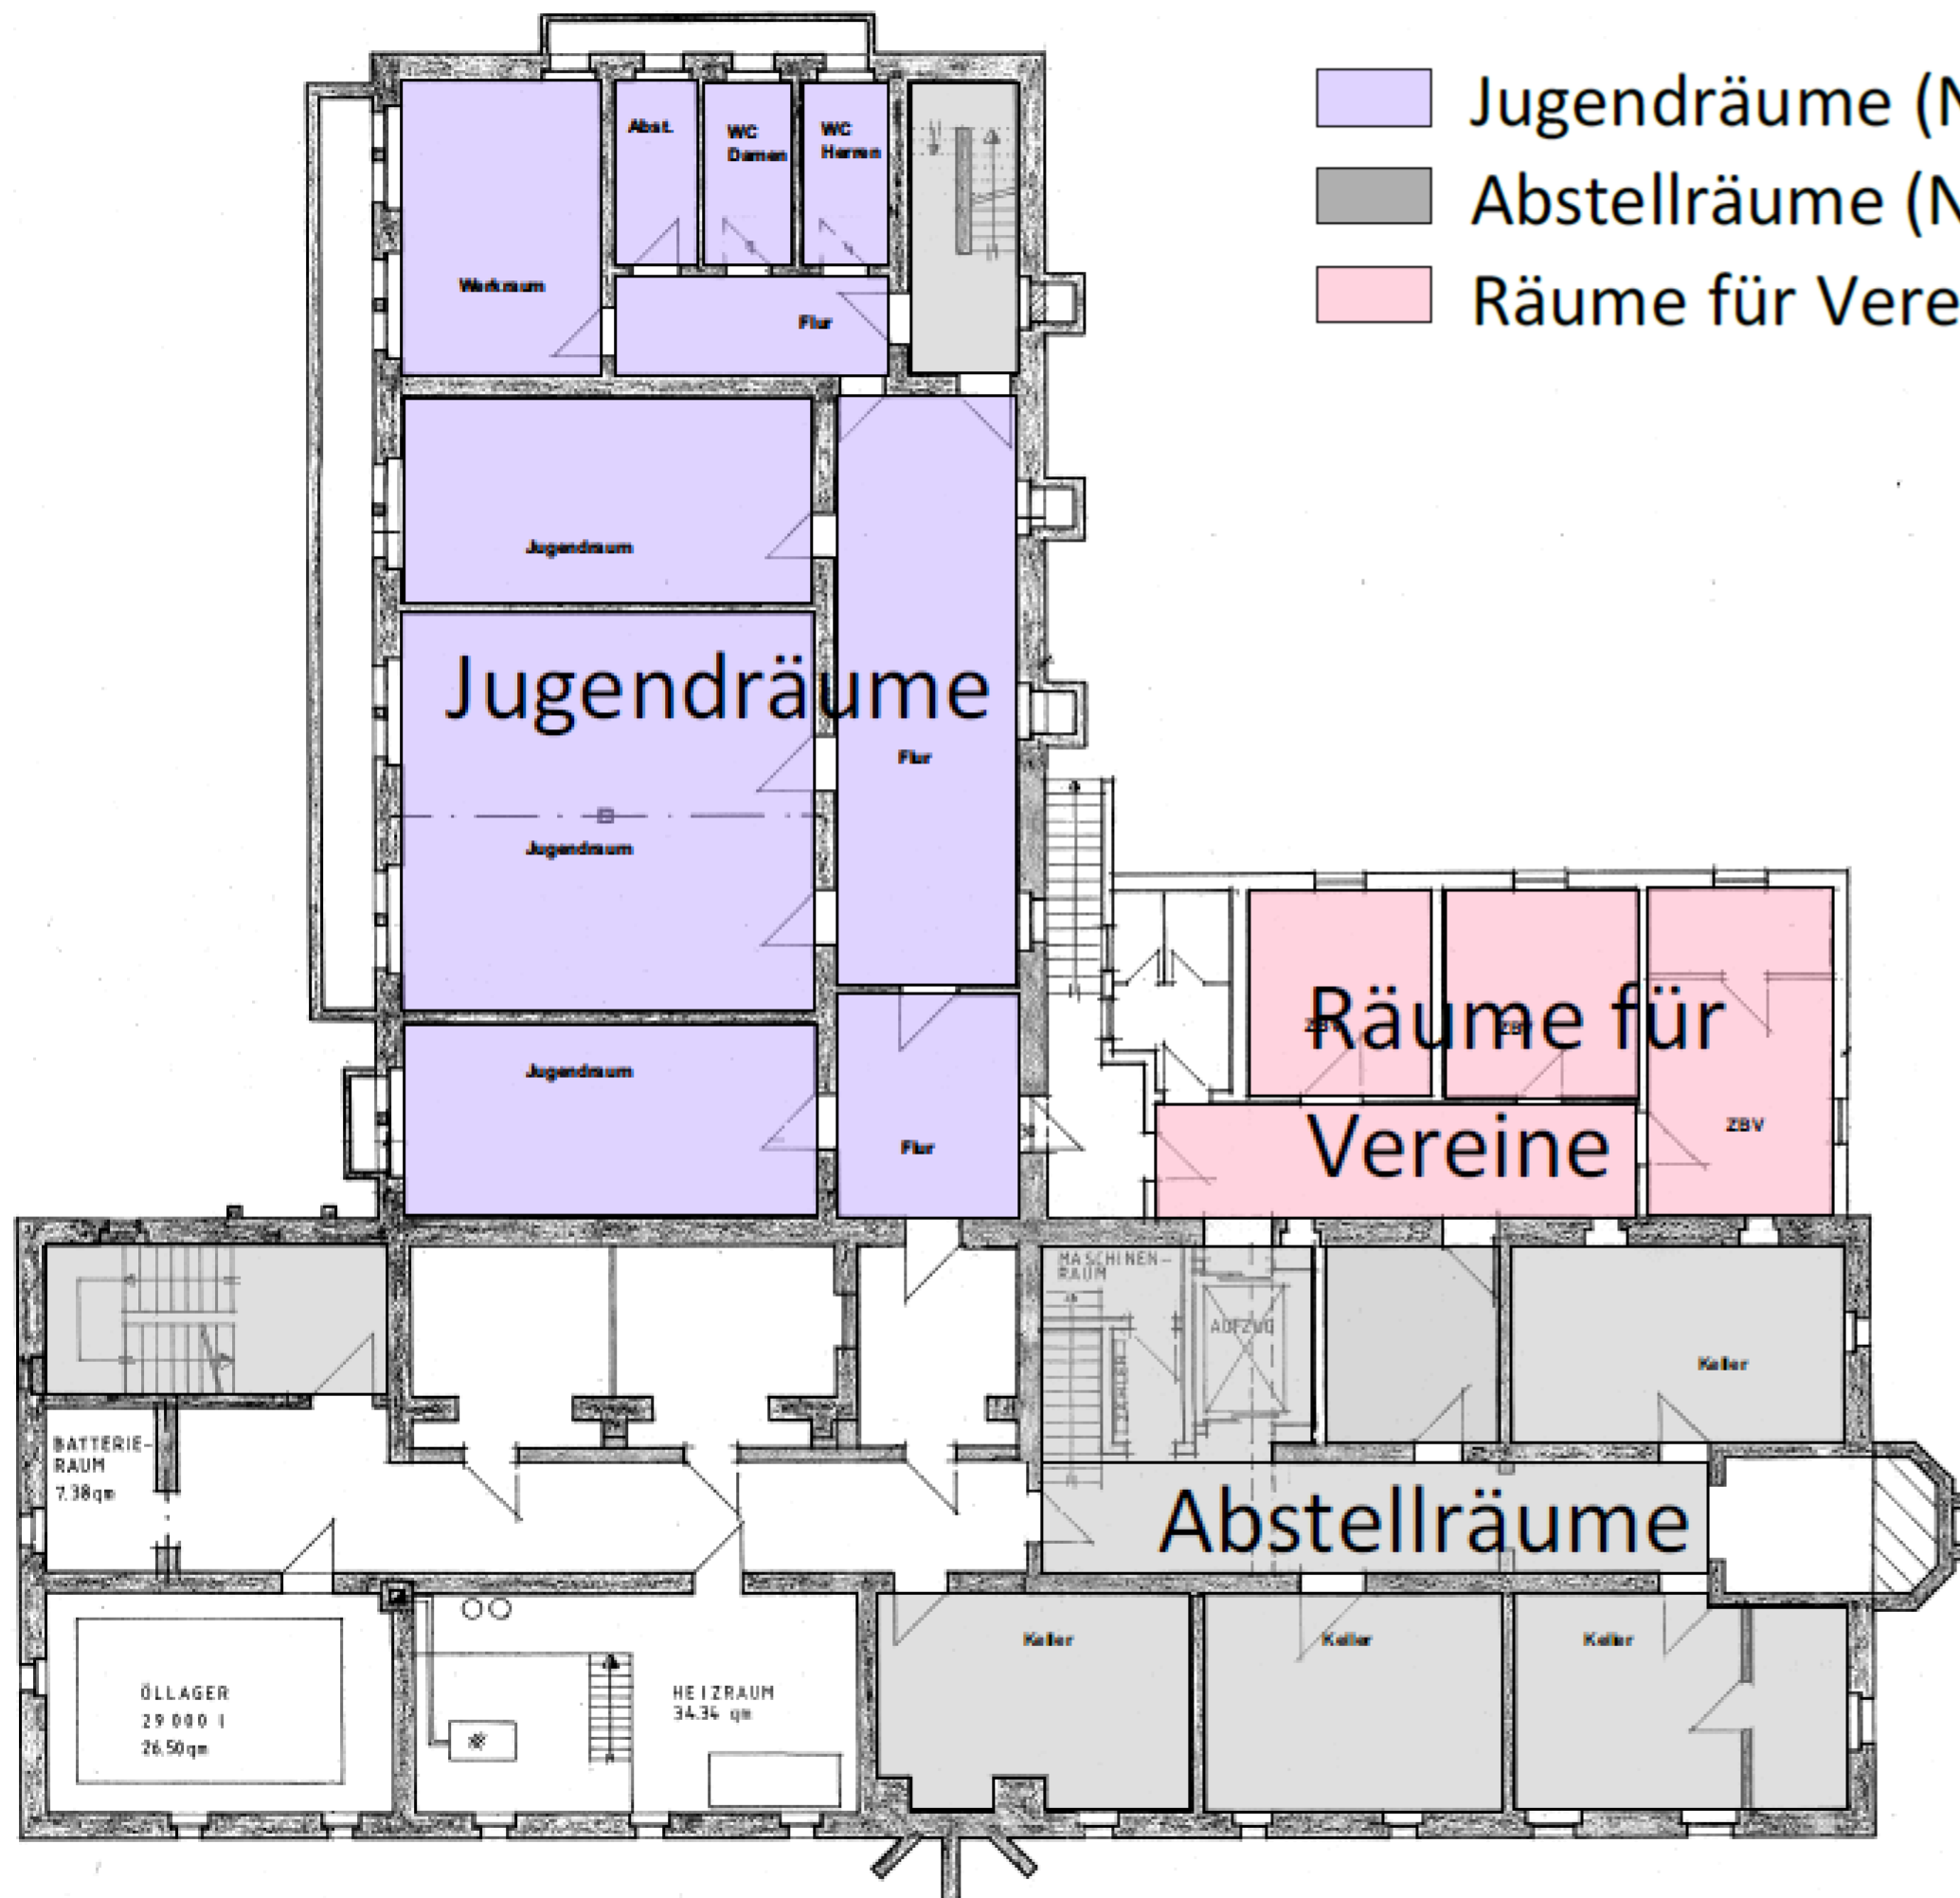 Jugendräume (N
Abstellräume (N
Räume für Vere
Abst.
WC
Damen
WC
Herren
Werkraum
Flur
Jugendraum
Jugendräume
Flur
Jugendraum
Jugendraum
Flur
Räume für
ZBV
Vereine
ZBV
MASCHINEN-
RAUM
AUFZUG
ZÄHLER
Keller
BATTERIE-
RAUM
7.38qm
Abstellräume
Keller
Keller
Keller
ÖLLAGER
29 000 l
26.50qm
HEIZRAUM
34.34 qm